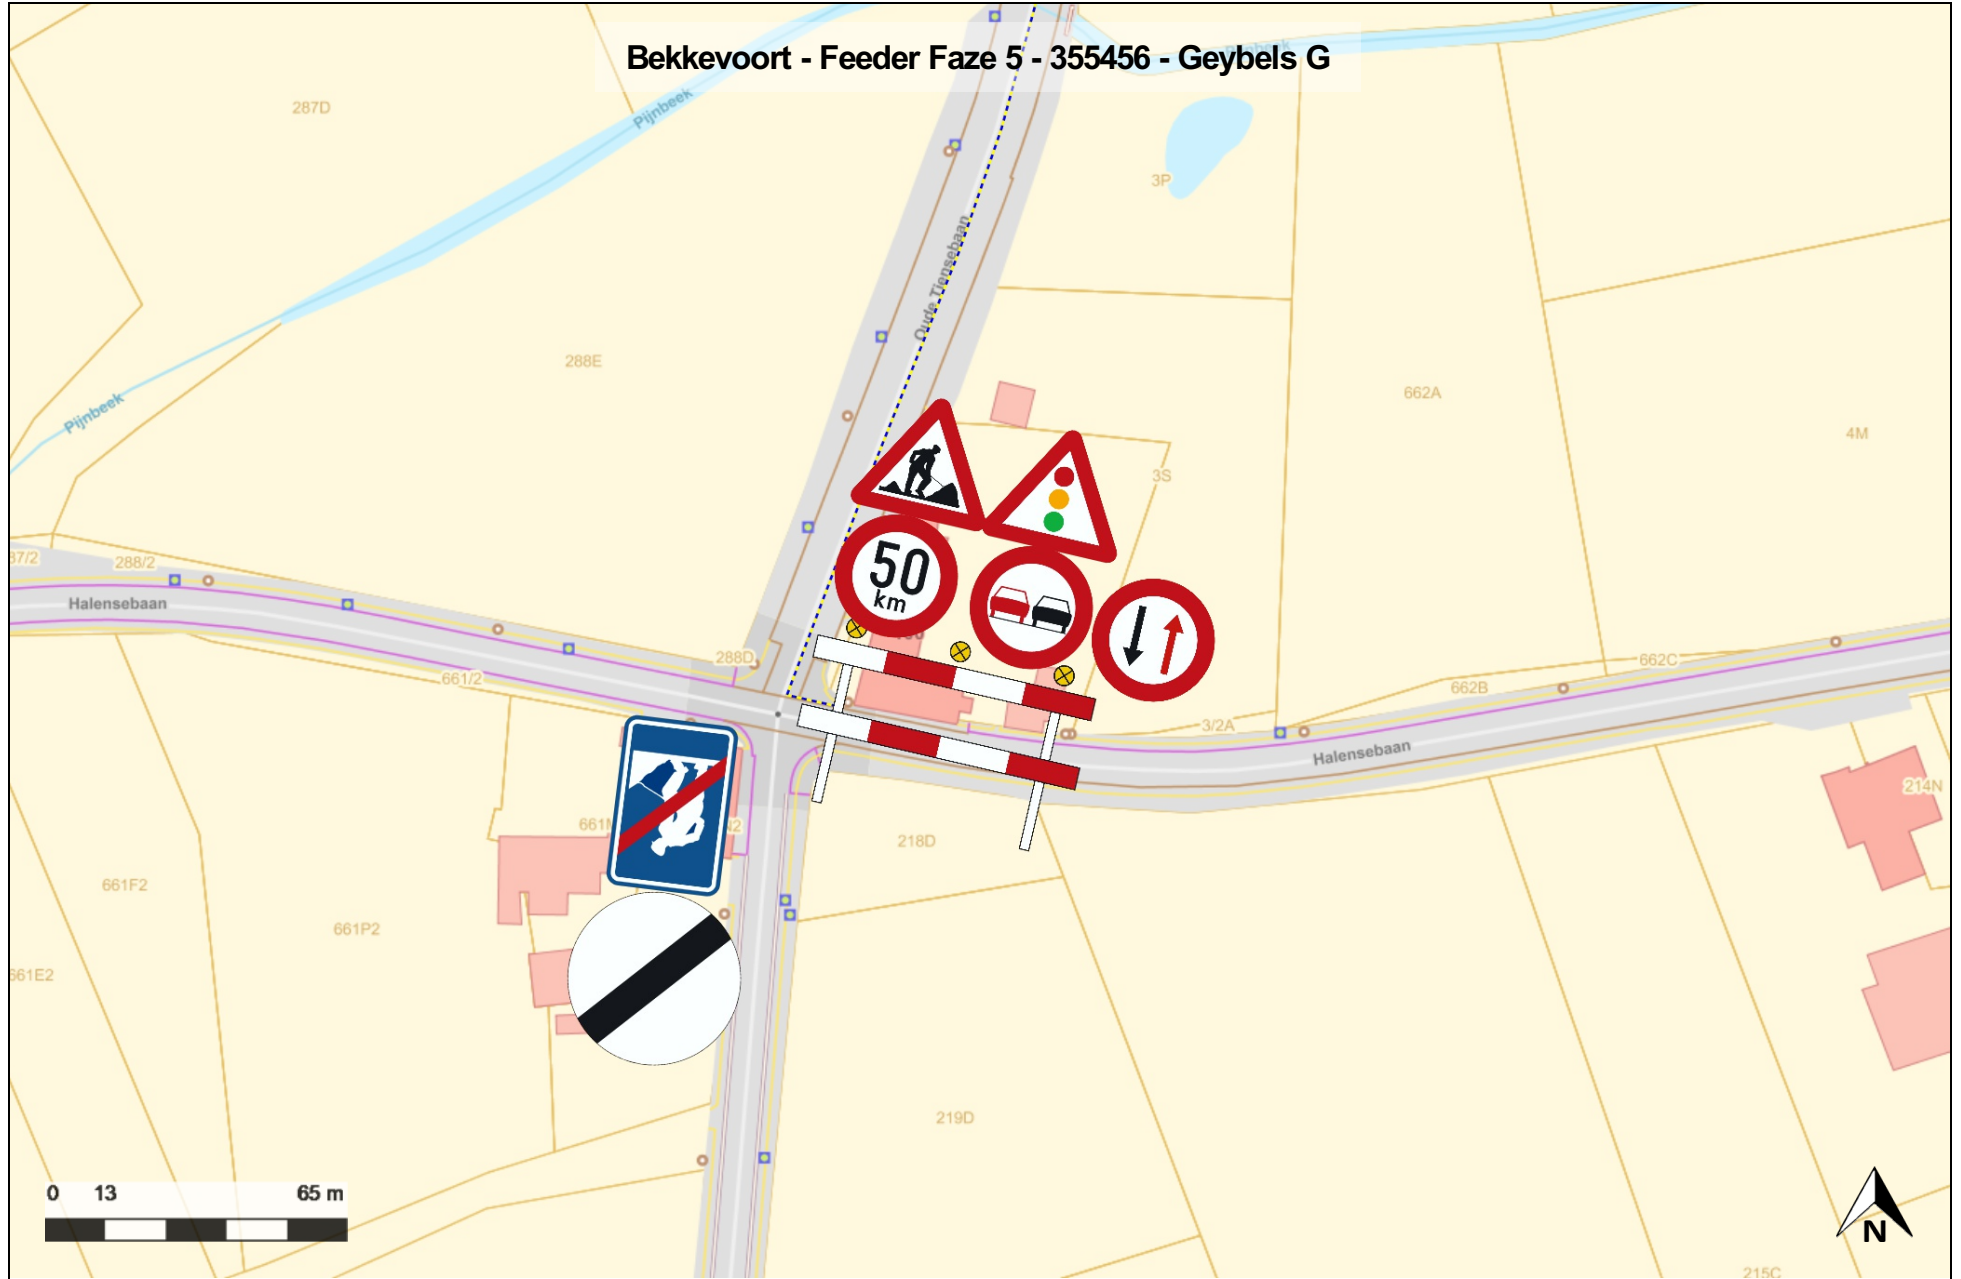 Bekkevoort - Feeder Faze 5 - 355456 - Geybels G
Pijnbeek
287D
Pijnbeek
3P
Oude Tiensebaan
288E
662A
Pijnbeek
4M
3S
50
km
288/2
Halensebaan
288D
661/2
662C
662B
3/2A
Halensebaan
214N
218D
661F2
661P2
661E2
219D
0 13 65 m
N
215C